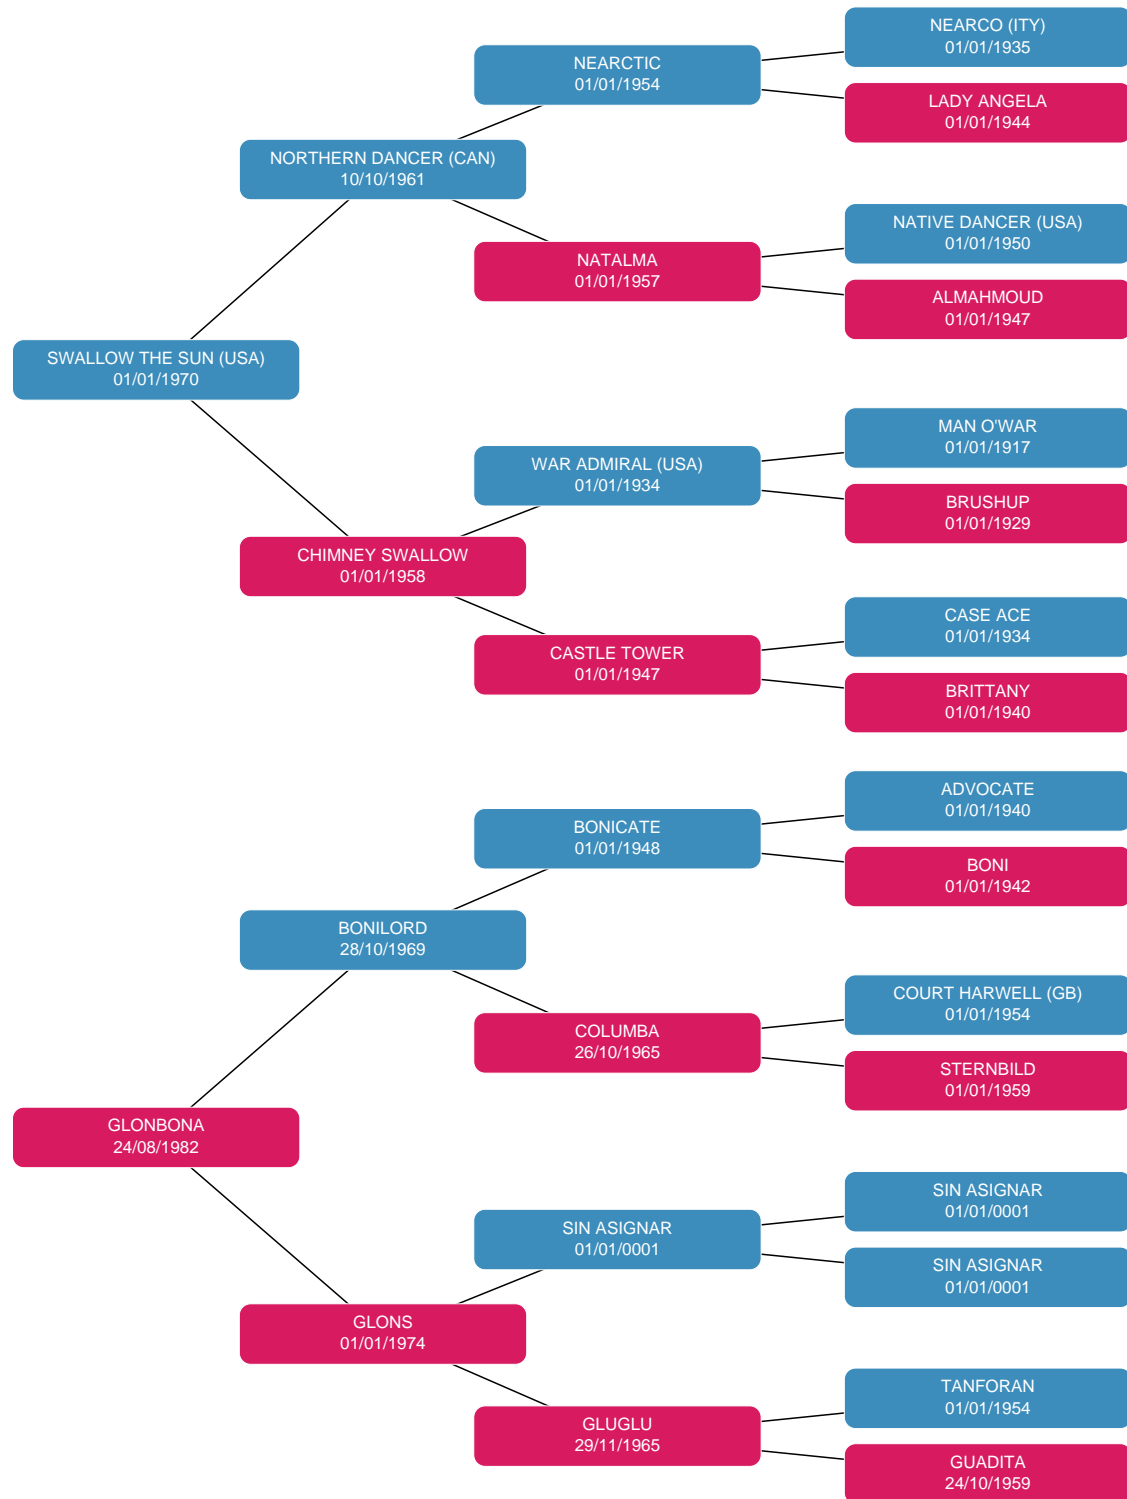 NEARCO (ITY)
01/01/1935
NEARCTIC
01/01/1954
LADY ANGELA
01/01/1944
NORTHERN DANCER (CAN)
10/10/1961
NATIVE DANCER (USA)
01/01/1950
NATALMA
01/01/1957
ALMAHMOUD
01/01/1947
SWALLOW THE SUN (USA)
01/01/1970
MAN O'WAR
01/01/1917
WAR ADMIRAL (USA)
01/01/1934
BRUSHUP
01/01/1929
CHIMNEY SWALLOW
01/01/1958
CASE ACE
01/01/1934
CASTLE TOWER
01/01/1947
BRITTANY
01/01/1940
ADVOCATE
01/01/1940
BONICATE
01/01/1948
BONI
01/01/1942
BONILORD
28/10/1969
COURT HARWELL (GB)
01/01/1954
COLUMBA
26/10/1965
STERNBILD
01/01/1959
GLONBONA
24/08/1982
SIN ASIGNAR
01/01/0001
SIN ASIGNAR
01/01/0001
SIN ASIGNAR
01/01/0001
GLONS
01/01/1974
TANFORAN
01/01/1954
GLUGLU
29/11/1965
GUADITA
24/10/1959